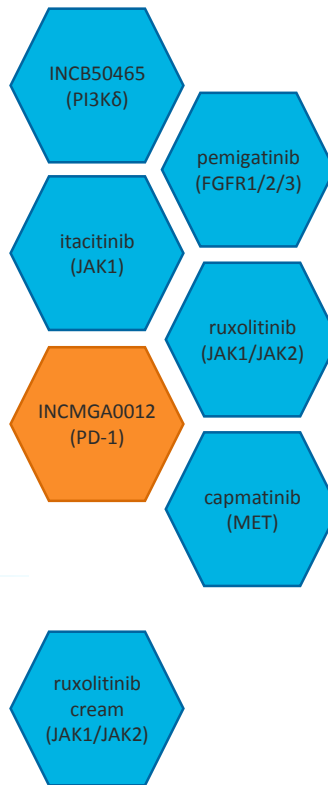 INCB50465
(PI3Kδ)
pemigatinib
(FGFR1/2/3)
itacitinib
(JAK1)
ruxolitinib
(JAK1/JAK2)
INCMGA0012
(PD-1)
capmatinib
(MET)
ruxolitinib
cream
(JAK1/JAK2)